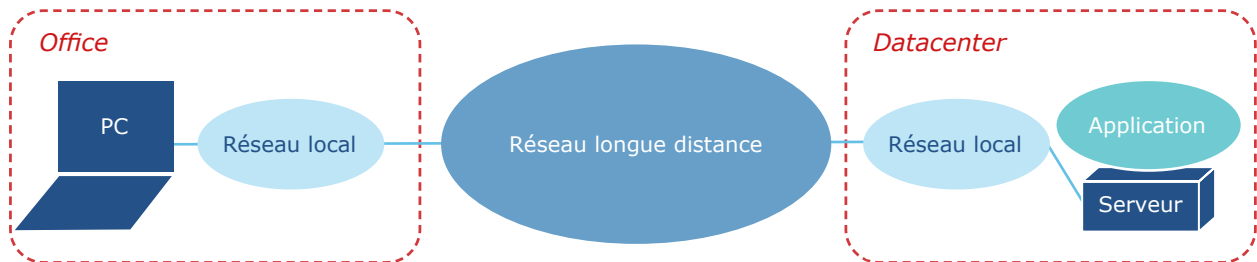 Office
Datacenter
PC
Réseau local
Réseau longue distance
Réseau local
Application
Serveur